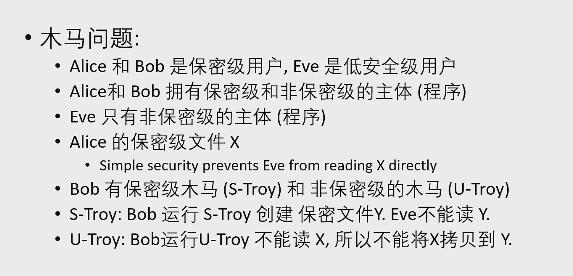 • 木马问题:
• Alice 和 Bob 是保密级用户, Eve 是低安全级用户
• Alice和 Bob 拥有保密级和非保密级的主体 (程序)
• Eve 只有非保密级的主体 (程序)
• Alice 的保密级文件 X
• Simple security prevents Eve from reading X directly
• Bob 有保密级木马 (S-Troy) 和 非保密级的木马 (U-Troy)
• S-Troy: Bob 运行 S-Troy 创建 保密文件Y. Eve不能读 Y.
• U-Troy: Bob运行U-Troy 不能读 X, 所以不能将X拷贝到 Y.